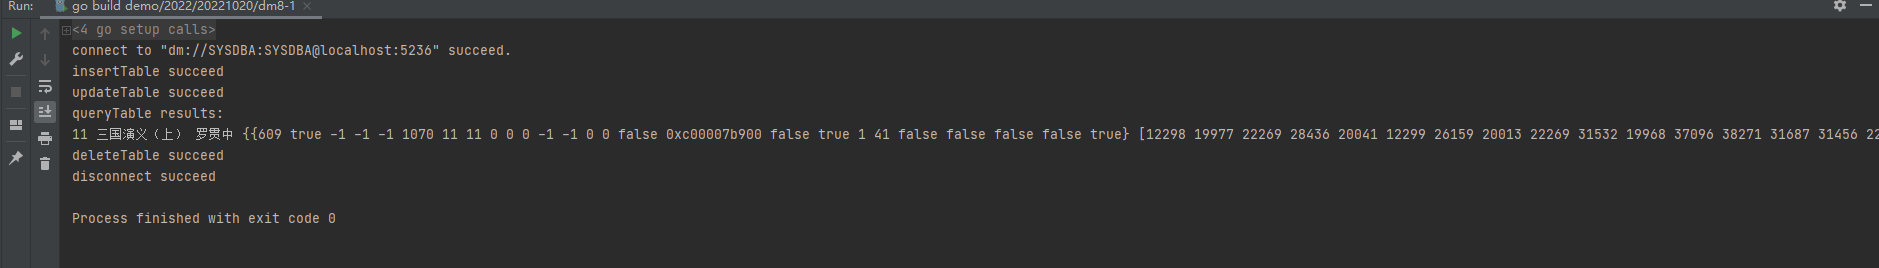 Run: go build demo/2022/20221020/dm8-1
<4 go setup calls>
connect to "dm://SYSDBA:SYSDBA@localhost:5236" succeed.
insertTable succeed
updateTable succeed
queryTable results:
11 三国演义（上） 罗贯中 {{609 true -1 -1 -1 1070 11 11 0 0 0 -1 -1 0 0 false 0xc00007b900 false true 1 41 false false false false true} [12298 19977 22269 28436 20041 12299 26159 20013 22269 31532 19968 37096 38271 31687 31456 22
deleteTable succeed
disconnect succeed
Process finished with exit code 0